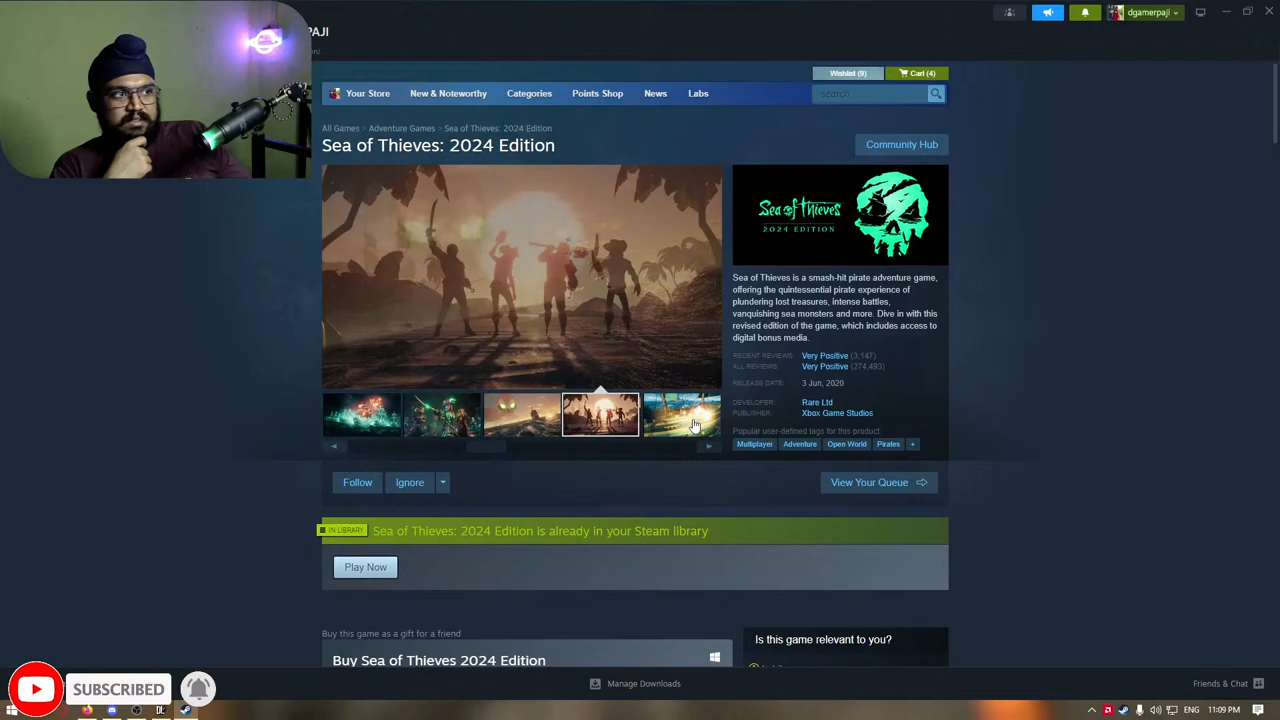 PAJI
dgamerpaji
Wishlist (9)
Cart (4)
Your Store
New & Noteworthy
Categories
Points Shop
News
Labs
search
All Games > Adventure Games > Sea of Thieves: 2024 Edition
Sea of Thieves: 2024 Edition
Community Hub
Sea of Thieves
2024 EDITION
Sea of Thieves is a smash-hit pirate adventure game,
offering the quintessential pirate experience of
plundering lost treasures, intense battles,
vanquishing sea monsters and more. Dive in with this
revised edition of the game, which includes access to
digital bonus media.
RECENT REVIEWS: Very Positive (3,147)
ALL REVIEWS: Very Positive (274,493)
RELEASE DATE: 3 Jun, 2020
DEVELOPER: Rare Ltd
PUBLISHER: Xbox Game Studios
Popular user-defined tags for this product:
Multiplayer
Adventure
Open World
Pirates
+
Follow
Ignore
View Your Queue
IN LIBRARY
Sea of Thieves: 2024 Edition is already in your Steam library
Play Now
Buy this game as a gift for a friend
Buy Sea of Thieves 2024 Edition
Is this game relevant to you?
SUBSCRIBED
Manage Downloads
Friends & Chat
ENG
11:09 PM